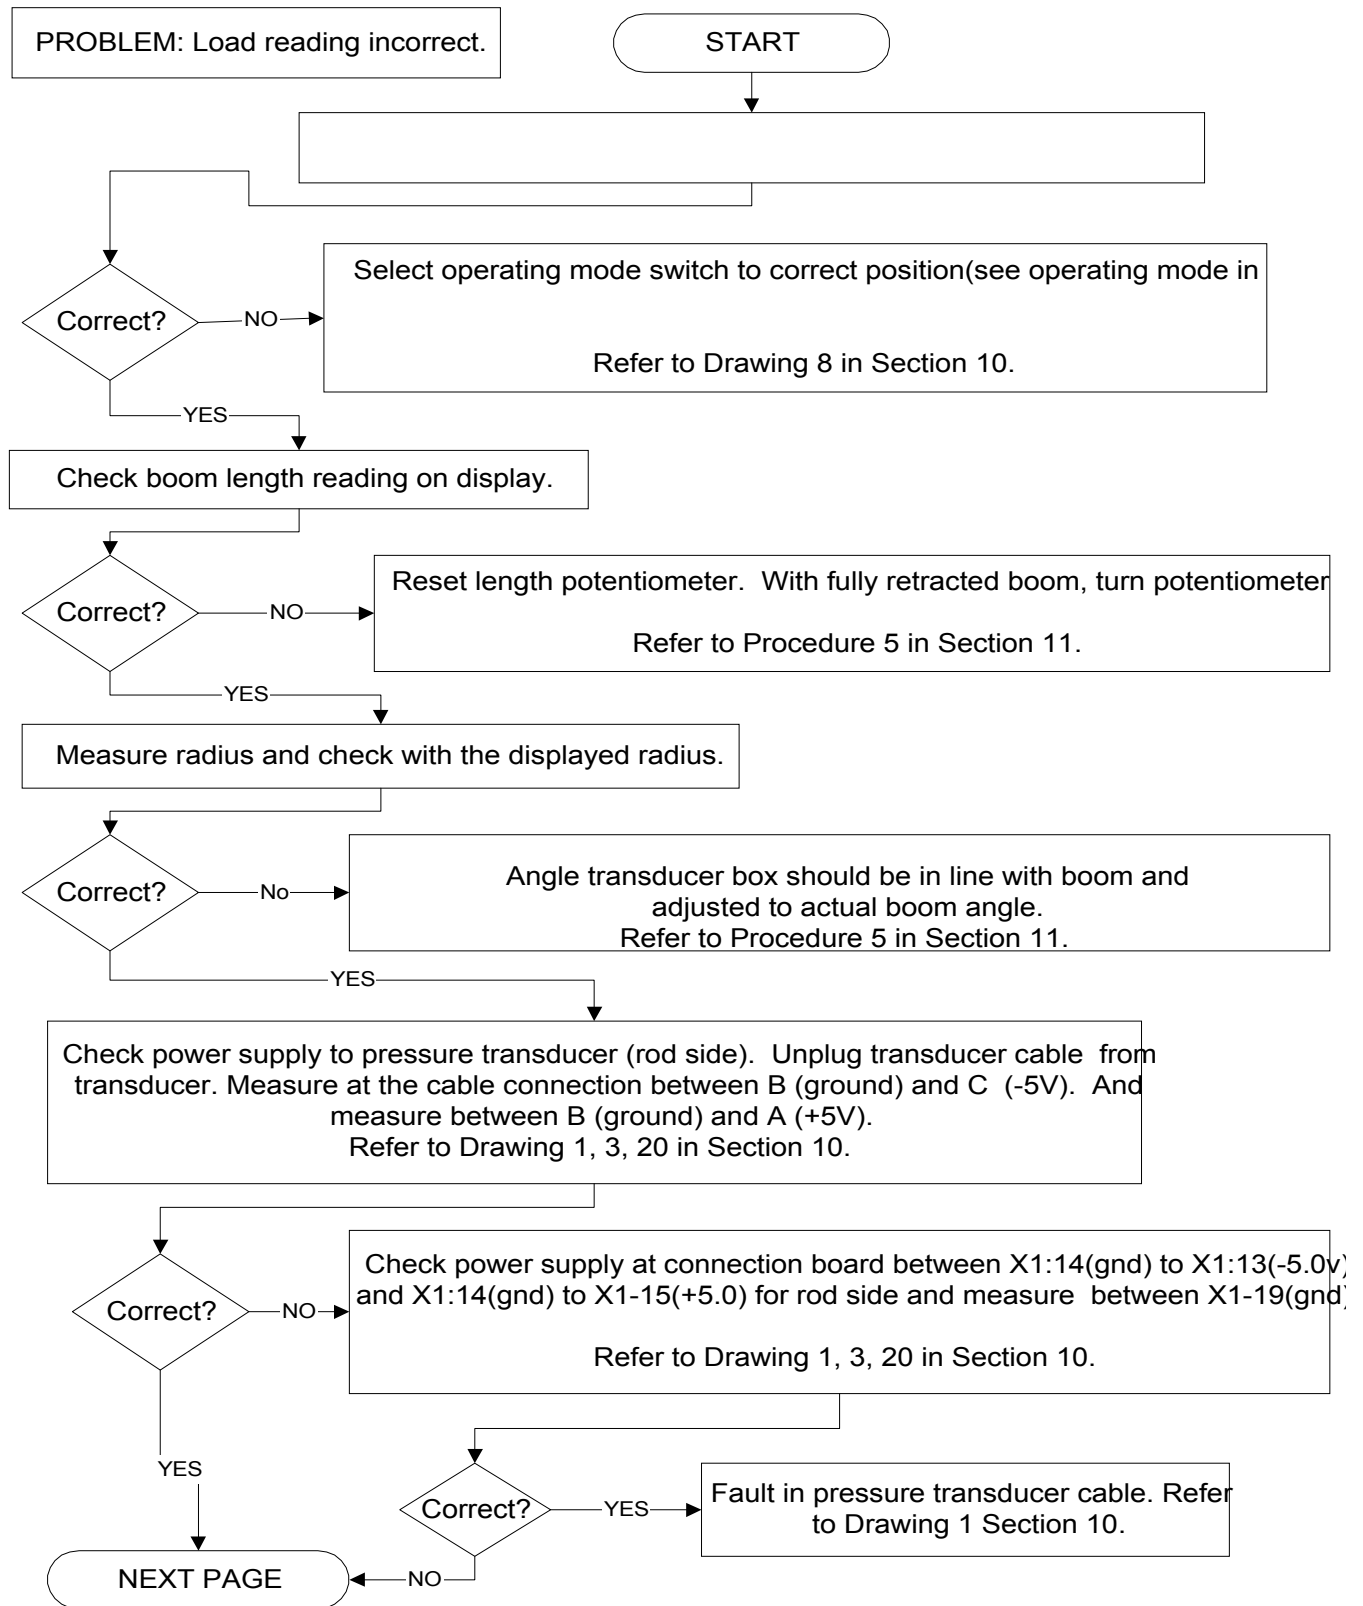 PROBLEM: Load reading incorrect.
START
Correct?
NO
Select operating mode switch to correct position(see operating mode in
Refer to Drawing 8 in Section 10.
YES
Check boom length reading on display.
Correct?
NO
Reset length potentiometer. With fully retracted boom, turn potentiometer
Refer to Procedure 5 in Section 11.
YES
Measure radius and check with the displayed radius.
Correct?
No
Angle transducer box should be in line with boom and
adjusted to actual boom angle.
Refer to Procedure 5 in Section 11.
YES
Check power supply to pressure transducer (rod side). Unplug transducer cable from
transducer. Measure at the cable connection between B (ground) and C (-5V). And
measure between B (ground) and A (+5V).
Refer to Drawing 1, 3, 20 in Section 10.
Correct?
NO
Check power supply at connection board between X1:14(gnd) to X1:13(-5.0v)
and X1:14(gnd) to X1-15(+5.0) for rod side and measure between X1-19(gnd)
Refer to Drawing 1, 3, 20 in Section 10.
YES
Correct?
YES
Fault in pressure transducer cable. Refer
to Drawing 1 Section 10.
NO
NEXT PAGE